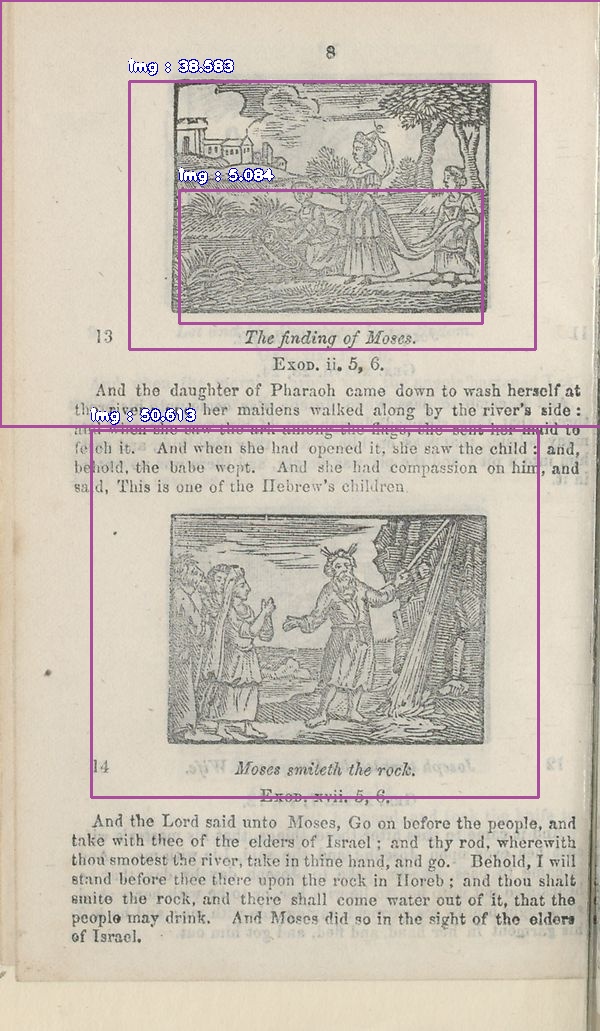 8
Img : 38.583
Img : 5.084
13
The finding of Moses.
Exod. ii. 5, 6.
And the daughter of Pharaoh came down to wash herself at
the river her maidens walked along by the river's side :
Img : 50.613
and when she saw the ark among the flags, she sent her maid to
fetch it. And when she had opened it, she saw the child : and,
behold, the babe wept. And she had compassion on him, and
said, This is one of the Hebrew's children.
14
Moses smiteth the rock.
Exod. xvii. 5, 6.
And the Lord said unto Moses, Go on before the people, and
take with thee of the elders of Israel ; and thy rod, wherewith
thou smotest the river, take in thine hand, and go. Behold, I will
stand before thee there upon the rock in Horeb ; and thou shalt
smite the rock, and there shall come water out of it, that the
people may drink. And Moses did so in the sight of the elders
of Israel.